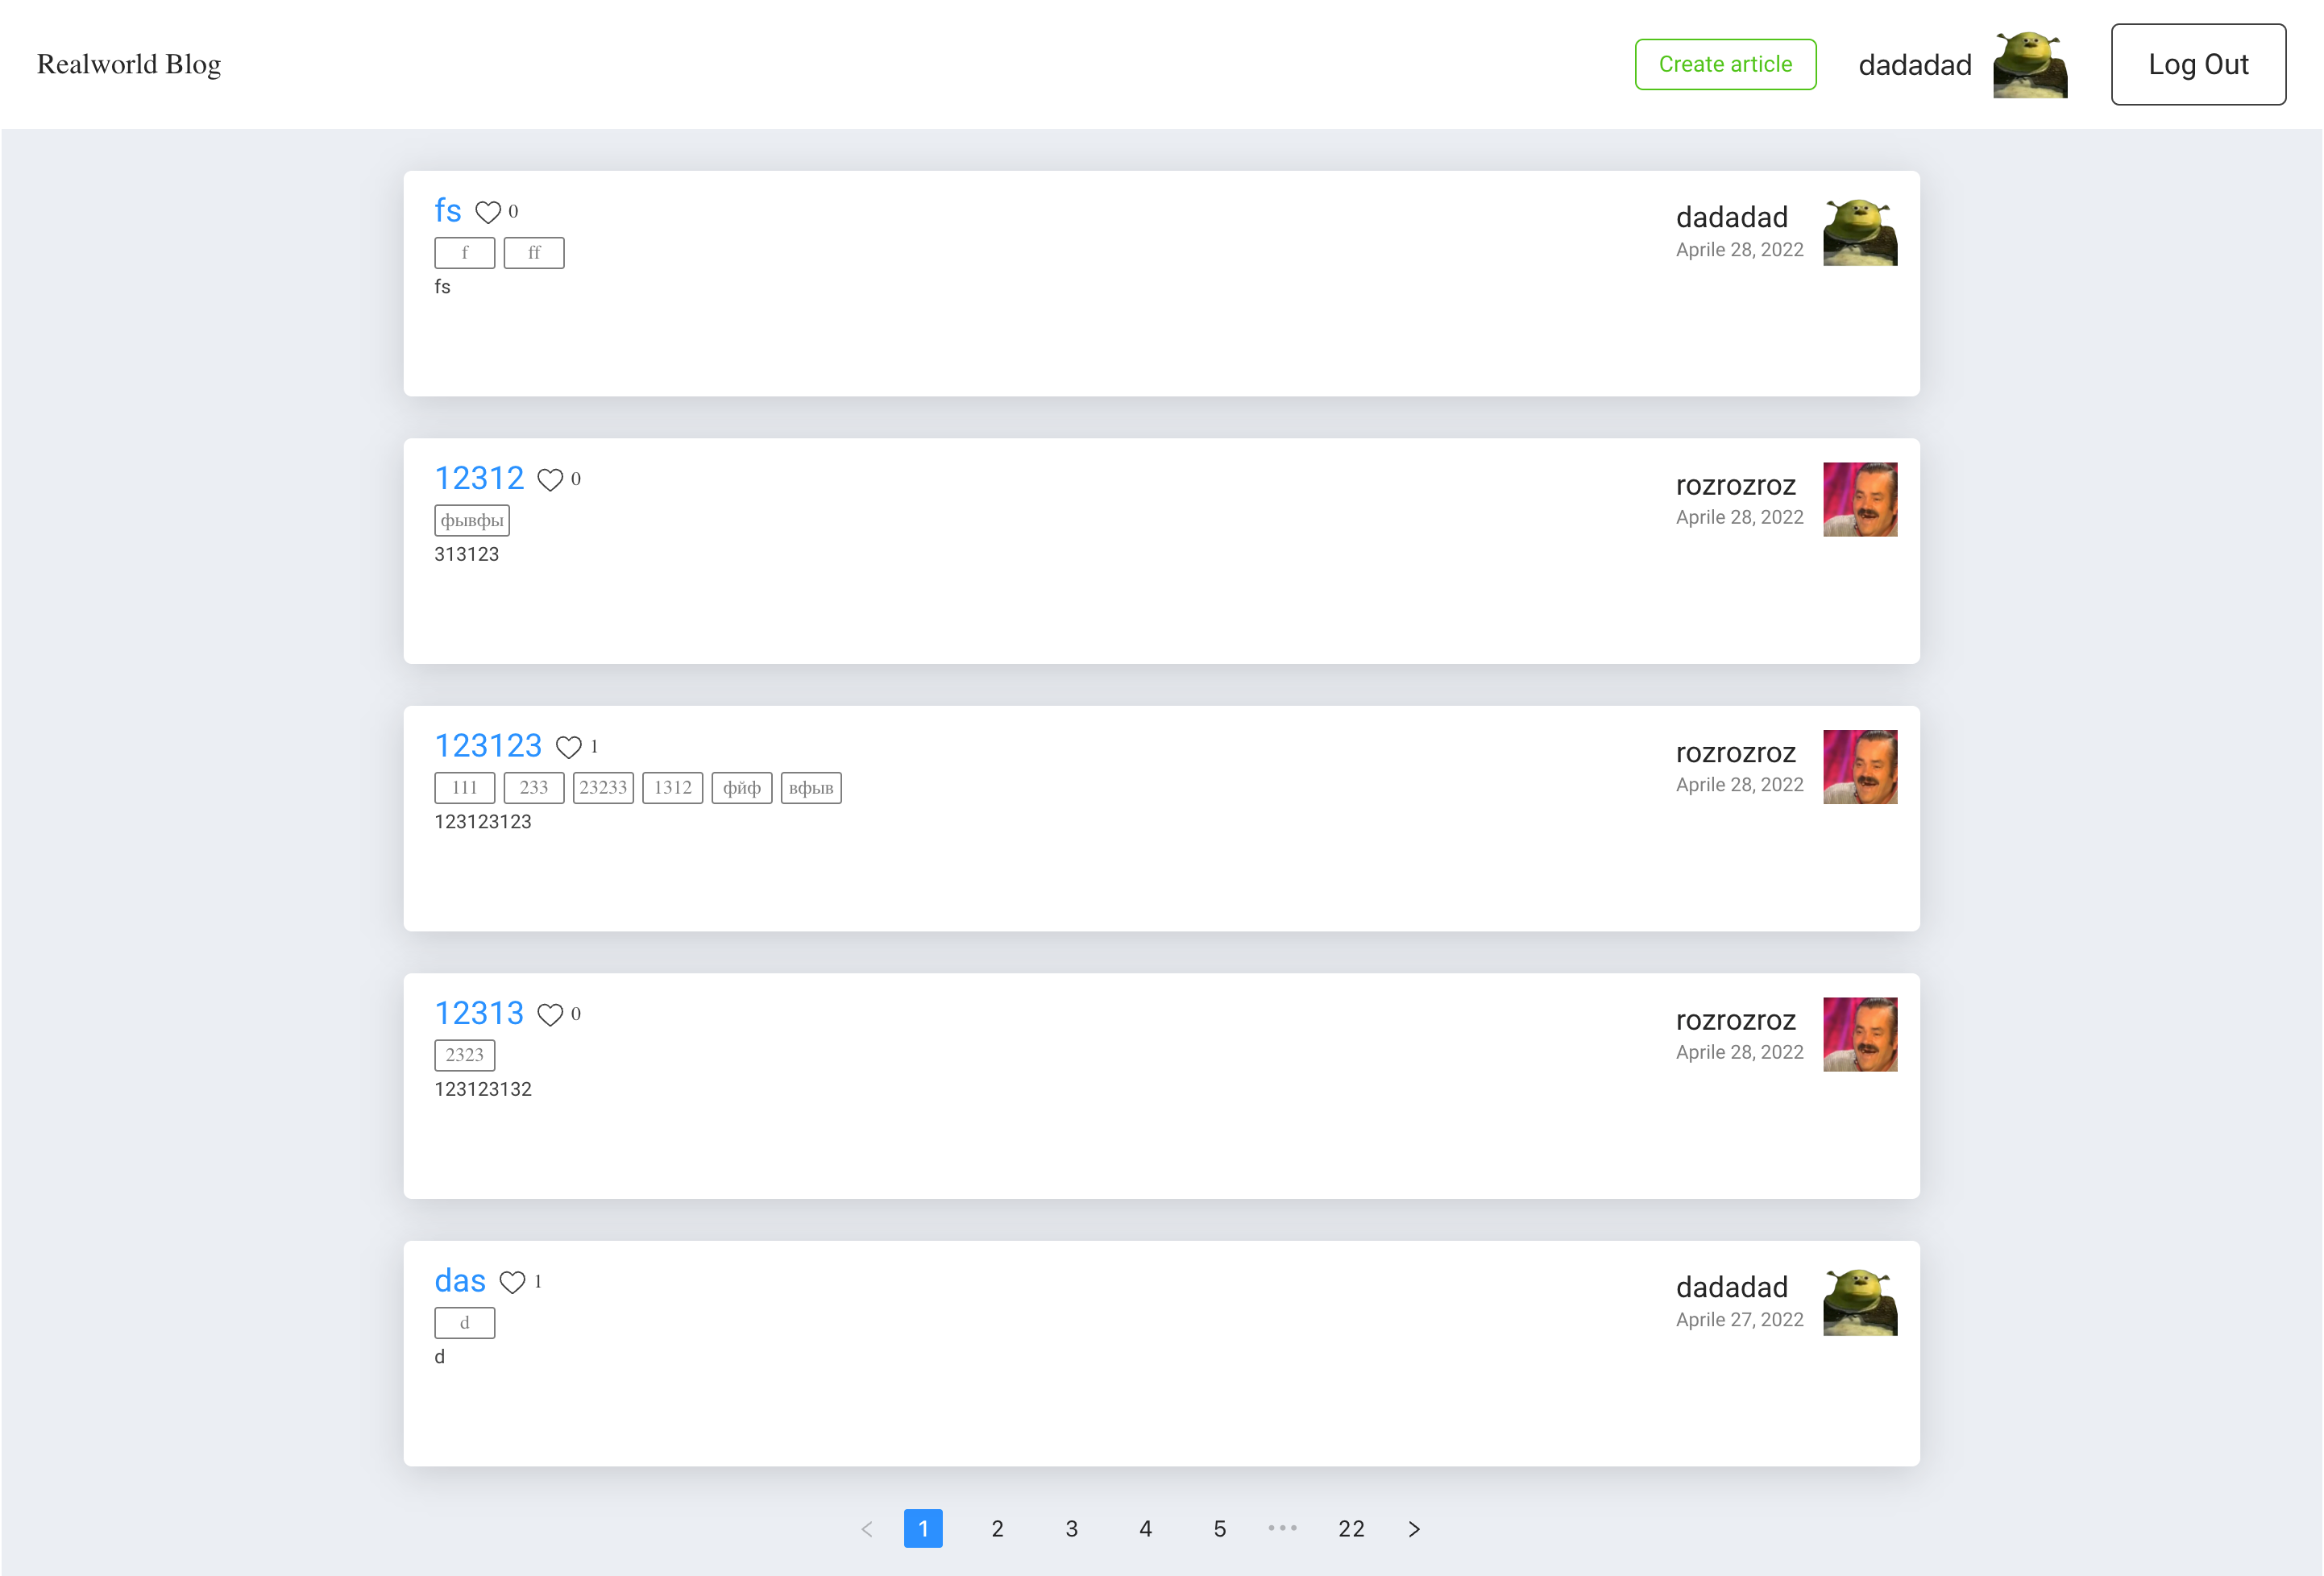 Realworld Blog
Create article
dadadad
Log Out
fs 0
f ff
fs
dadadad
Aprile 28, 2022
12312 0
фывфы
313123
rozrozroz
Aprile 28, 2022
123123 1
111 233 23233 1312 фйф вфыв
123123123
rozrozroz
Aprile 28, 2022
12313 0
2323
123123132
rozrozroz
Aprile 28, 2022
das 1
d
d
dadadad
Aprile 27, 2022
1 2 3 4 5 ••• 22